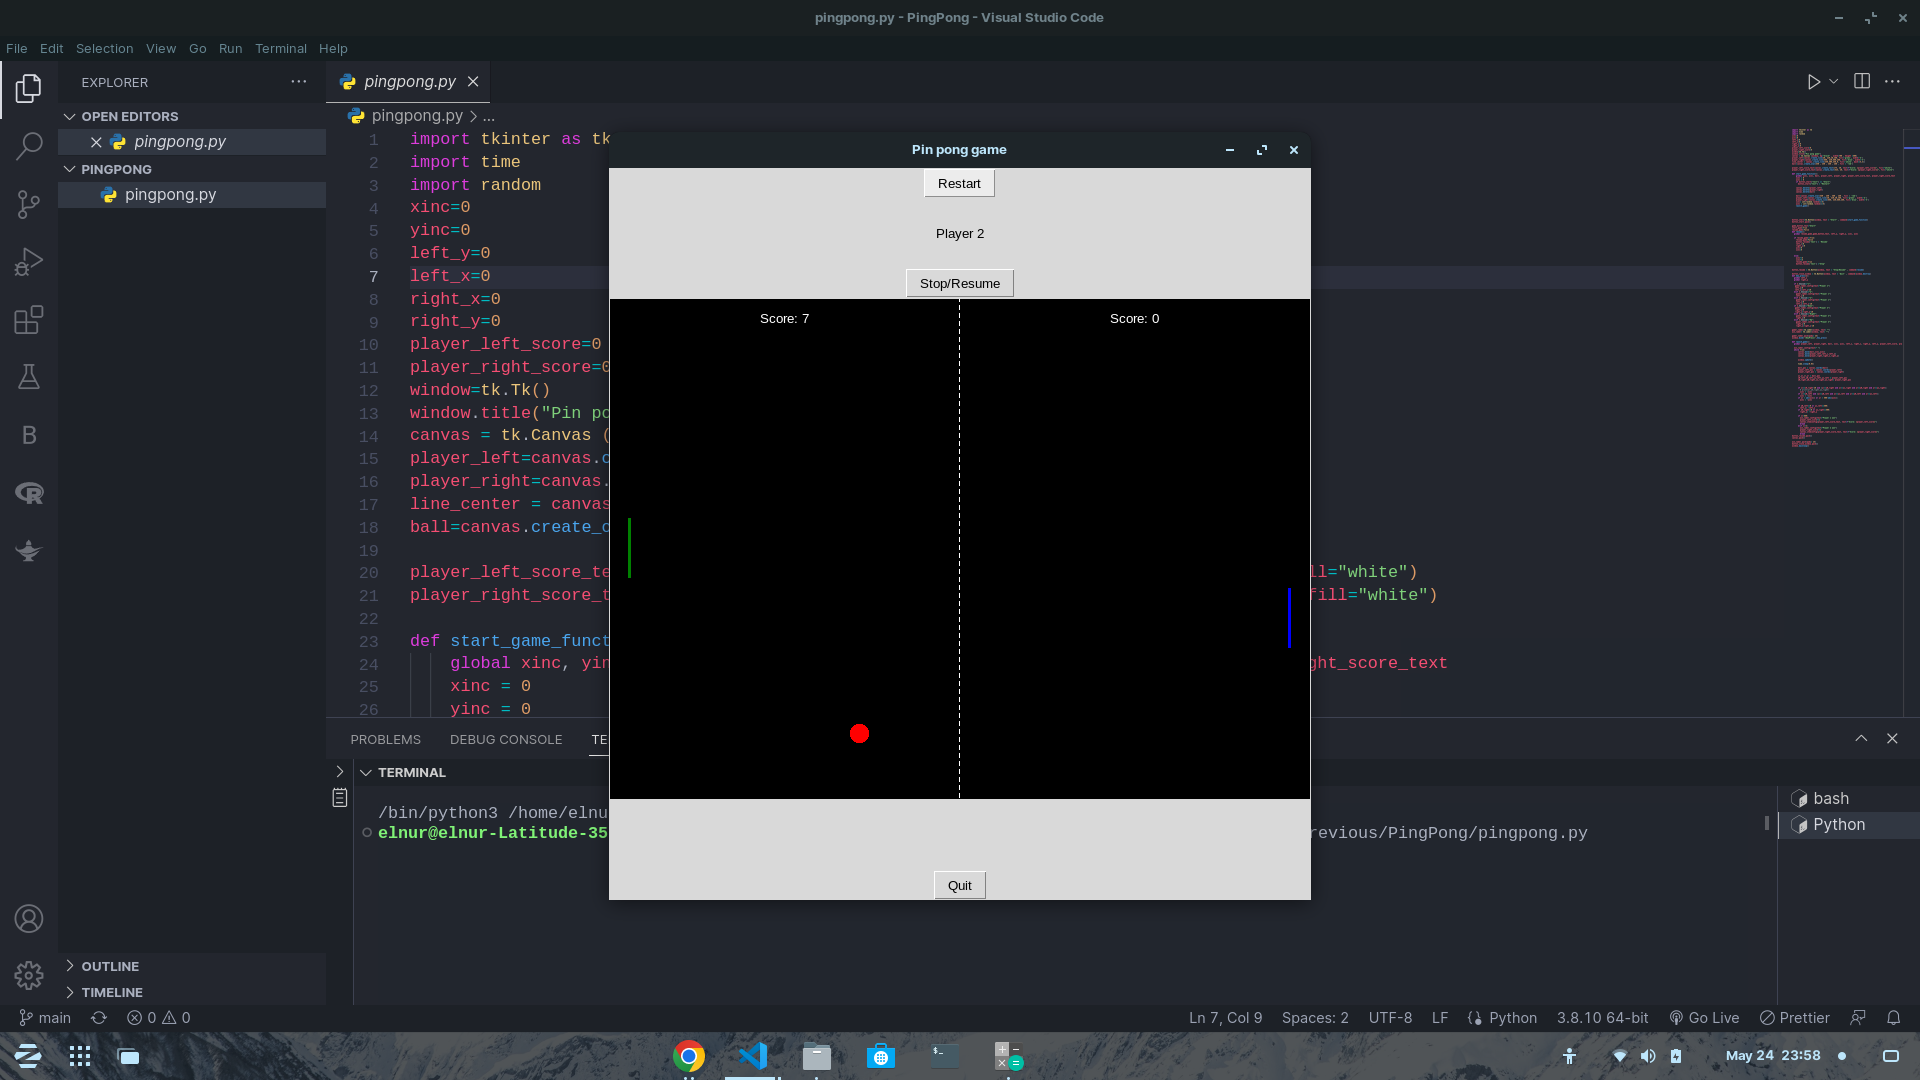 pingpong.py - PingPong - Visual Studio Code
File Edit Selection View Go Run Terminal Help
EXPLORER
pingpong.py
OPEN EDITORS
pingpong.py
PINGPONG
pingpong.py
pingpong.py > ...
1 import tkinter as tk
2 import time
3 import random
4 xinc=0
5 yinc=0
6 left_y=0
7 left_x=0
8 right_x=0
9 right_y=0
10 player_left_score=0
11 player_right_score=0
12 window=tk.Tk()
13 window.title("Pin po
14 canvas = tk.Canvas (
15 player_left=canvas.c
16 player_right=canvas.
17 line_center = canvas
18 ball=canvas.create_o
19
20 player_left_score_te ll="white")
21 player_right_score_t fill="white")
22
23 def start_game_funct
24 global xinc, yin ght_score_text
25 xinc = 0
26 yinc = 0
Pin pong game
Restart
Player 2
Stop/Resume
Score: 7
Score: 0
Quit
PROBLEMS DEBUG CONSOLE TE
TERMINAL
/bin/python3 /home/elnu
elnur@elnur-Latitude-35 revious/PingPong/pingpong.py
bash
Python
OUTLINE
TIMELINE
B
R
main 0 0 Ln 7, Col 9 Spaces: 2 UTF-8 LF Python 3.8.10 64-bit Go Live Prettier
May 24 23:58